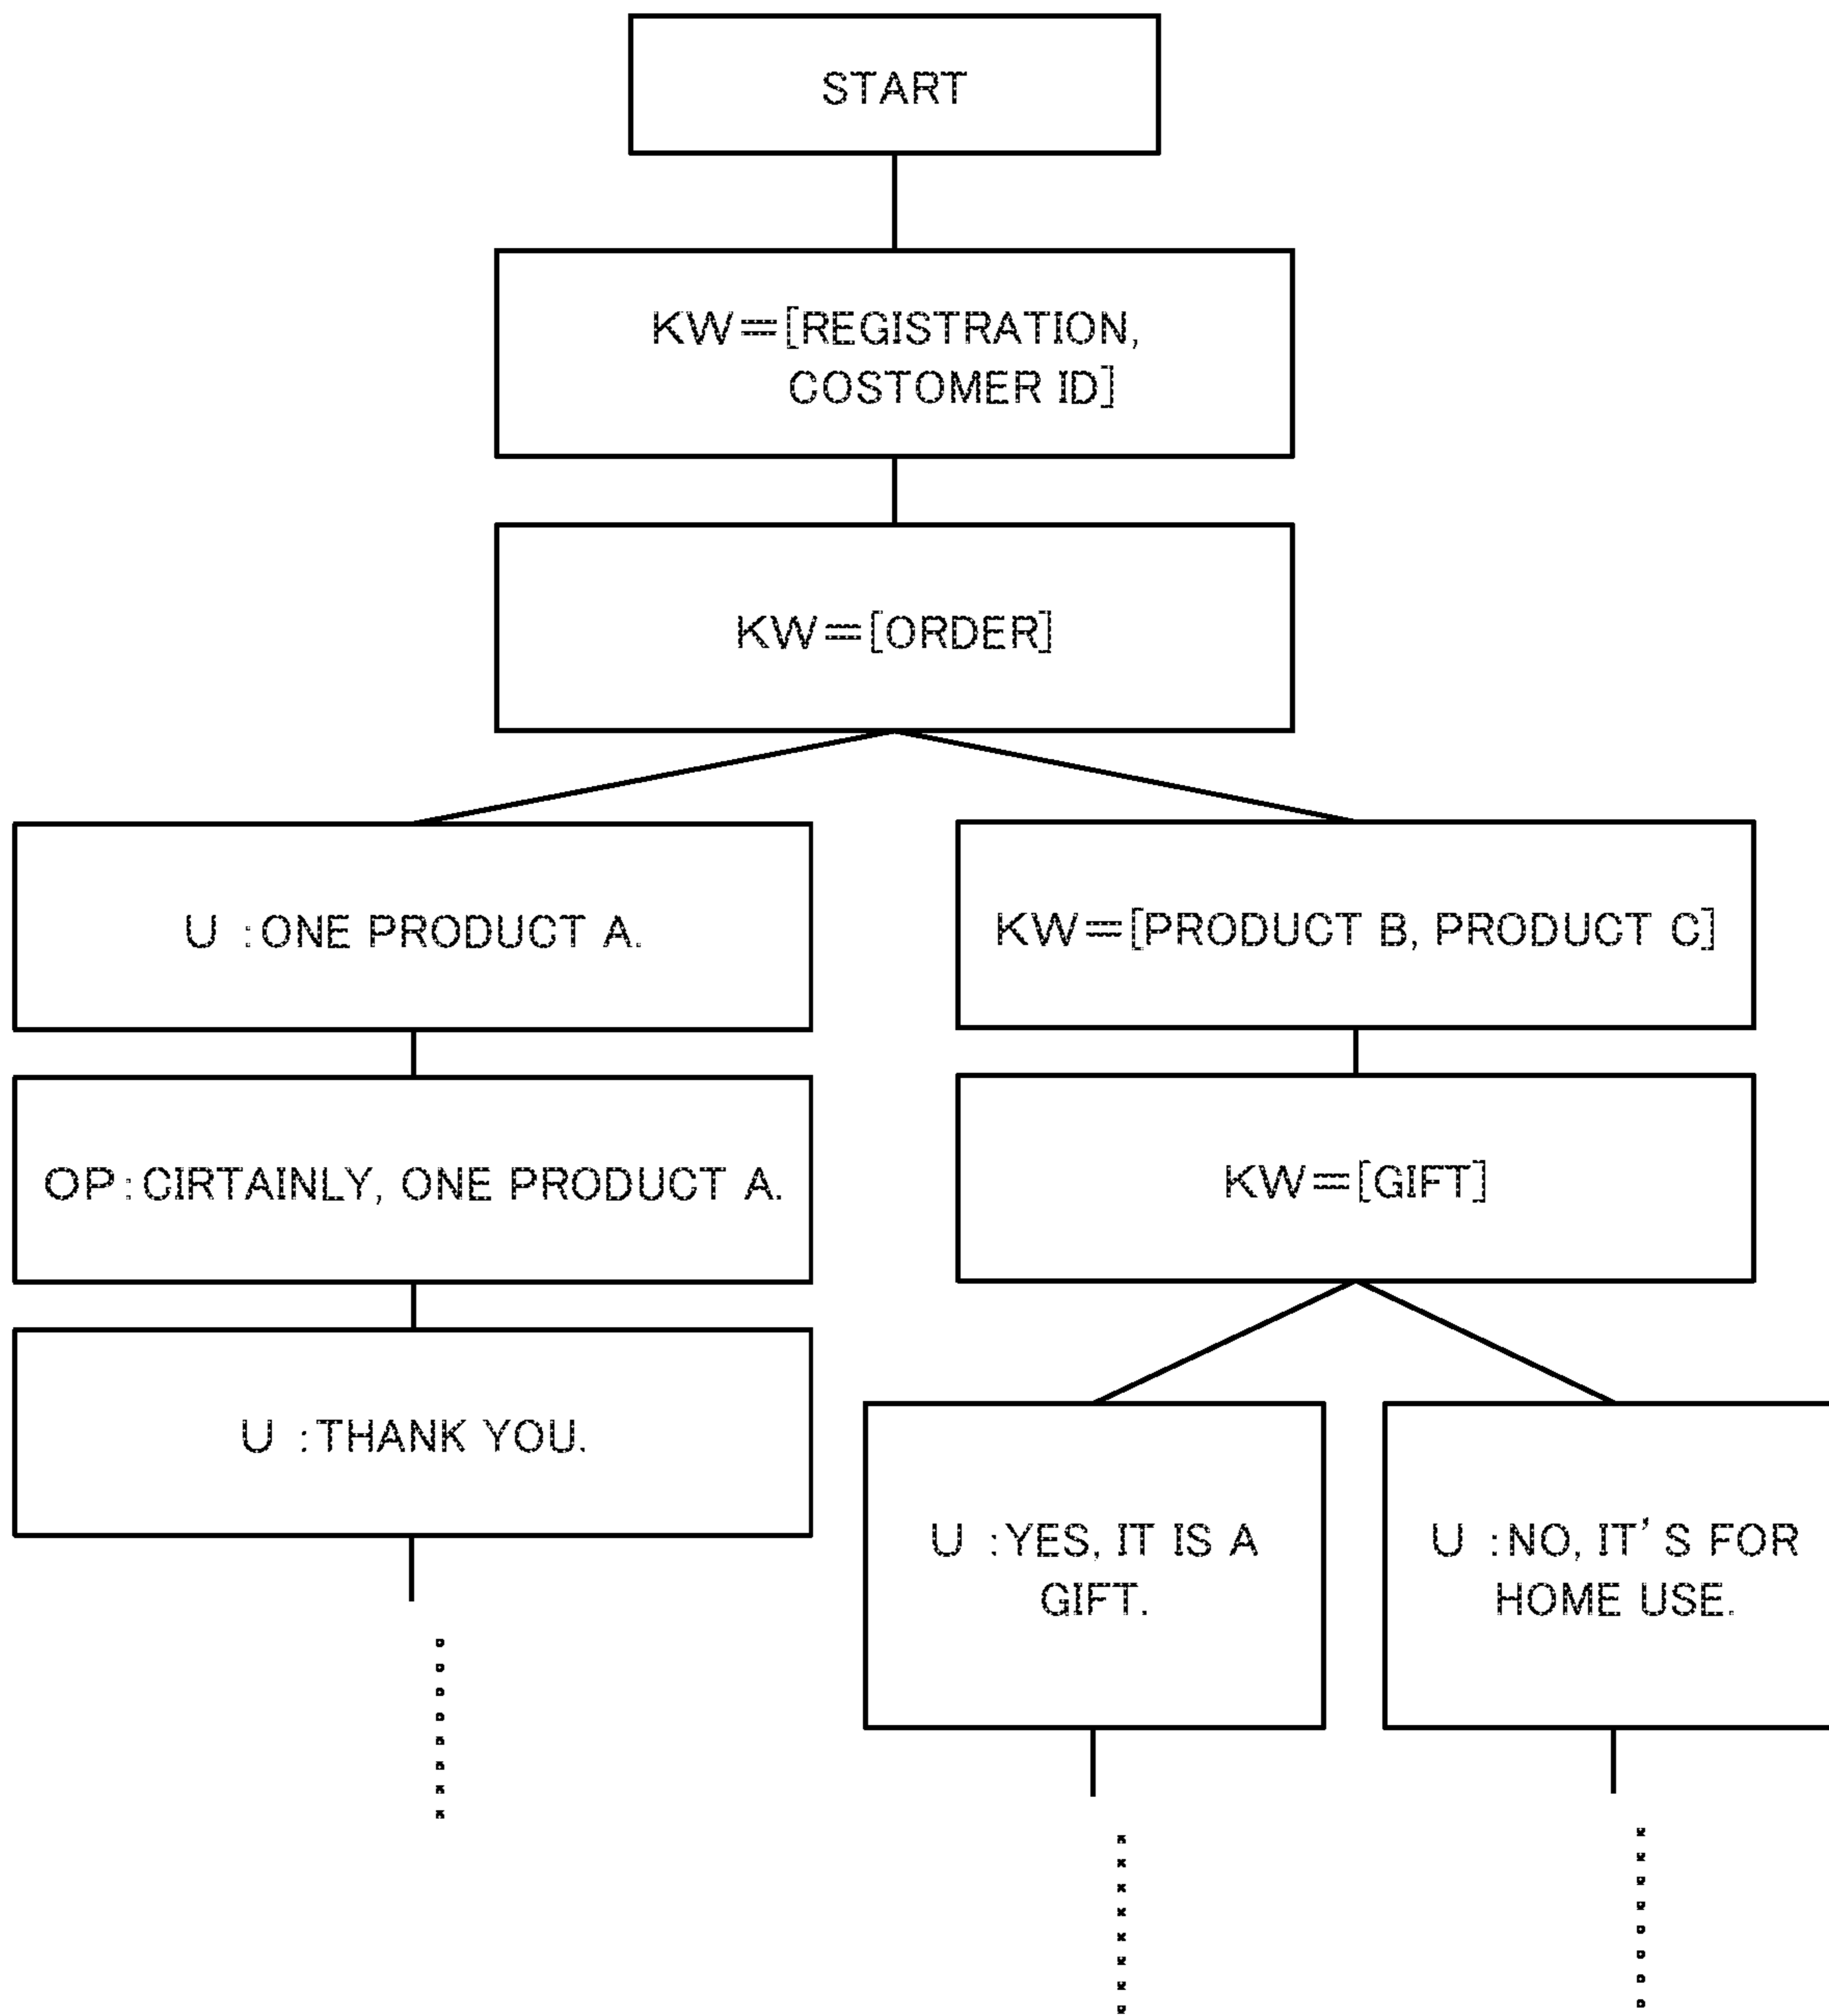 START
KW=[REGISTRATION,
COSTOMER ID]
KW=[ORDER]
U :ONE PRODUCT A.
KW=[PRODUCT B, PRODUCT C]
OP:CIRTAINLY, ONE PRODUCT A.
KW=[GIFT]
U :THANK YOU.
U :YES, IT IS A
GIFT.
U :NO, IT'S FOR
HOME USE.